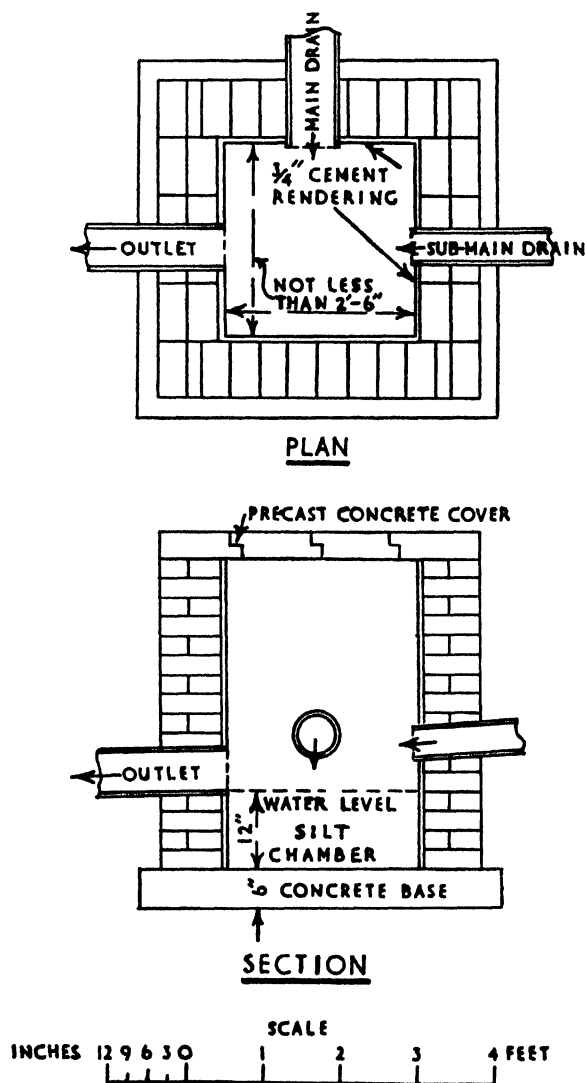 MAIN DRAIN
3/4" CEMENT
RENDERING
OUTLET
SUB-MAIN DRAIN
NOT LESS
THAN 2'-6"
PLAN
PRECAST CONCRETE COVER
OUTLET
WATER LEVEL
12"
SILT
CHAMBER
6" CONCRETE BASE
SECTION
SCALE
INCHES 12 9 6 3 0 1 2 3 4 FEET